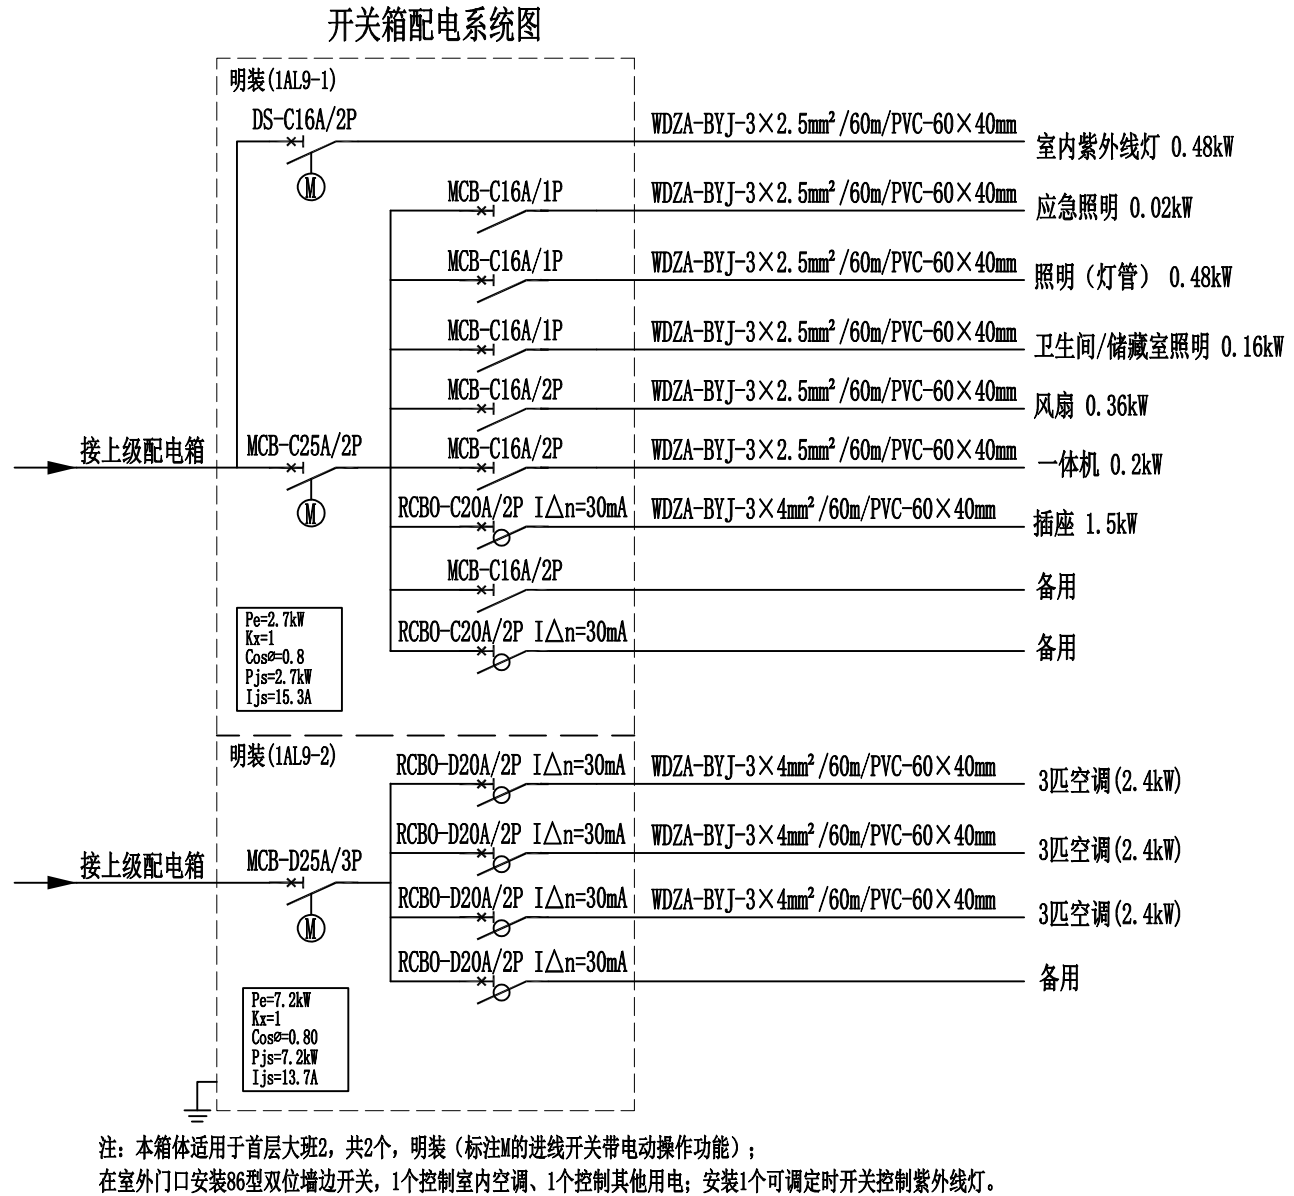 开关箱配电系统图
明装(1AL9-1)
DS-C16A/2P
WDZA-BYJ-3×2.5mm²/60m/PVC-60×40mm
室内紫外线灯 0.48kW
M
MCB-C16A/1P
WDZA-BYJ-3×2.5mm²/60m/PVC-60×40mm
应急照明 0.02kW
MCB-C16A/1P
WDZA-BYJ-3×2.5mm²/60m/PVC-60×40mm
照明（灯管） 0.48kW
MCB-C16A/1P
WDZA-BYJ-3×2.5mm²/60m/PVC-60×40mm
卫生间/储藏室照明 0.16kW
MCB-C16A/2P
WDZA-BYJ-3×2.5mm²/60m/PVC-60×40mm
风扇 0.36kW
接上级配电箱
MCB-C25A/2P
M
MCB-C16A/2P
WDZA-BYJ-3×2.5mm²/60m/PVC-60×40mm
一体机 0.2kW
RCBO-C20A/2P I△n=30mA
WDZA-BYJ-3×4mm²/60m/PVC-60×40mm
插座 1.5kW
MCB-C16A/2P
备用
RCBO-C20A/2P I△n=30mA
备用
Pe=2.7kW
Kx=1
Cosø=0.8
Pjs=2.7kW
Ijs=15.3A
明装(1AL9-2)
RCBO-D20A/2P I△n=30mA
WDZA-BYJ-3×4mm²/60m/PVC-60×40mm
3匹空调(2.4kW)
RCBO-D20A/2P I△n=30mA
WDZA-BYJ-3×4mm²/60m/PVC-60×40mm
3匹空调(2.4kW)
接上级配电箱
MCB-D25A/3P
M
RCBO-D20A/2P I△n=30mA
WDZA-BYJ-3×4mm²/60m/PVC-60×40mm
3匹空调(2.4kW)
RCBO-D20A/2P I△n=30mA
备用
Pe=7.2kW
Kx=1
Cosø=0.80
Pjs=7.2kW
Ijs=13.7A
注：本箱体适用于首层大班2，共2个，明装（标注M的进线开关带电动操作功能）；
在室外门口安装86型双位墙边开关，1个控制室内空调、1个控制其他用电；安装1个可调定时开关控制紫外线灯。